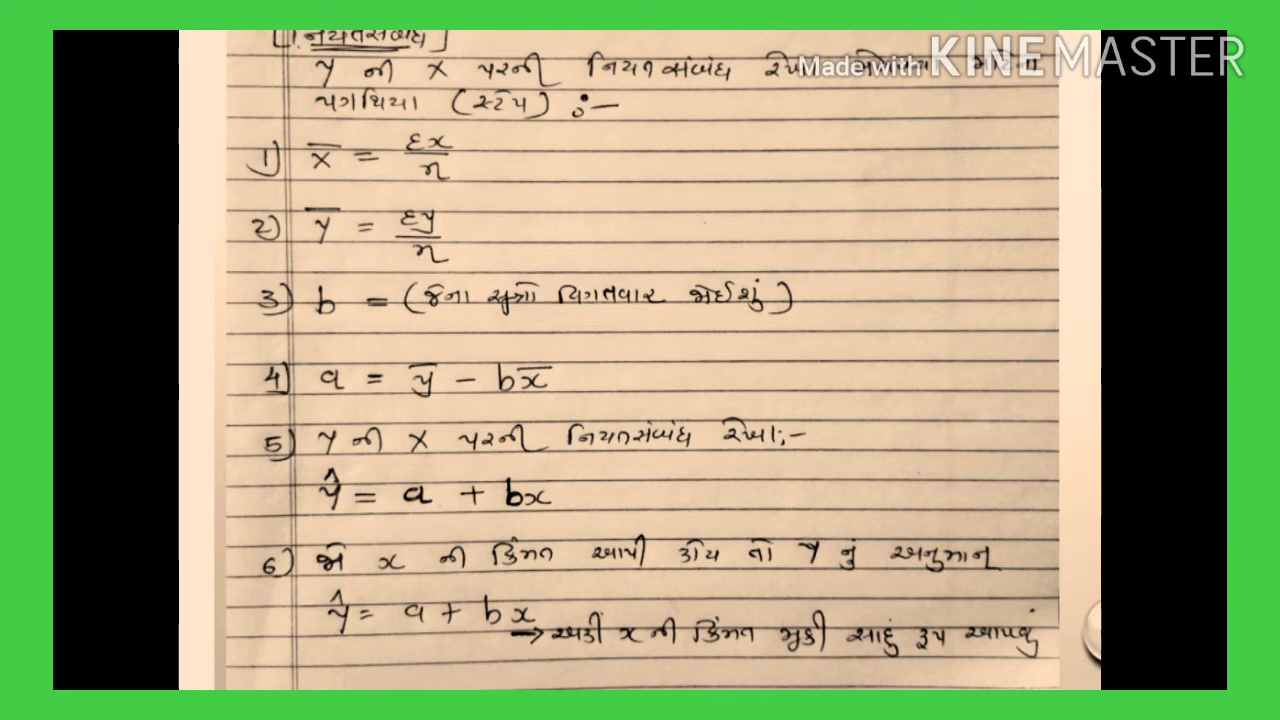 નિયતસંબંધ
Y ની X પરની નિયતસંબંધ રેખા
Made with KINEMASTER
પગથિયા (સ્ટેપ) :-
1) x̄ = Σx/n
2) ȳ = Σy/n
3) b = (જેના સૂત્રો વિગતવાર જોઈશું)
4) a = ȳ - bx̄
5) Y ની X પરની નિયતસંબંધ રેખા:-
ŷ = a + bx
6) જો x ની કિંમત આપી હોય તો Y નું અનુમાન
ŷ = a + bx
→ અહીં x ની કિંમત મુકી સાદું રૂપ આપવું